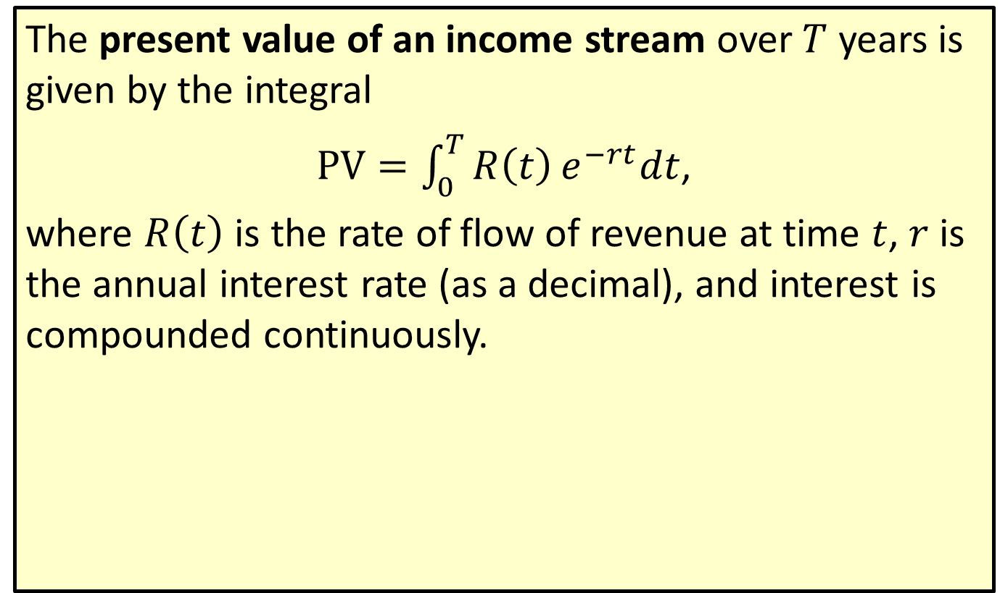 The present value of an income stream over T years is
given by the integral
PV = ∫₀ᵀ R(t) e^{−rt} dt,
where R(t) is the rate of flow of revenue at time t, r is
the annual interest rate (as a decimal), and interest is
compounded continuously.